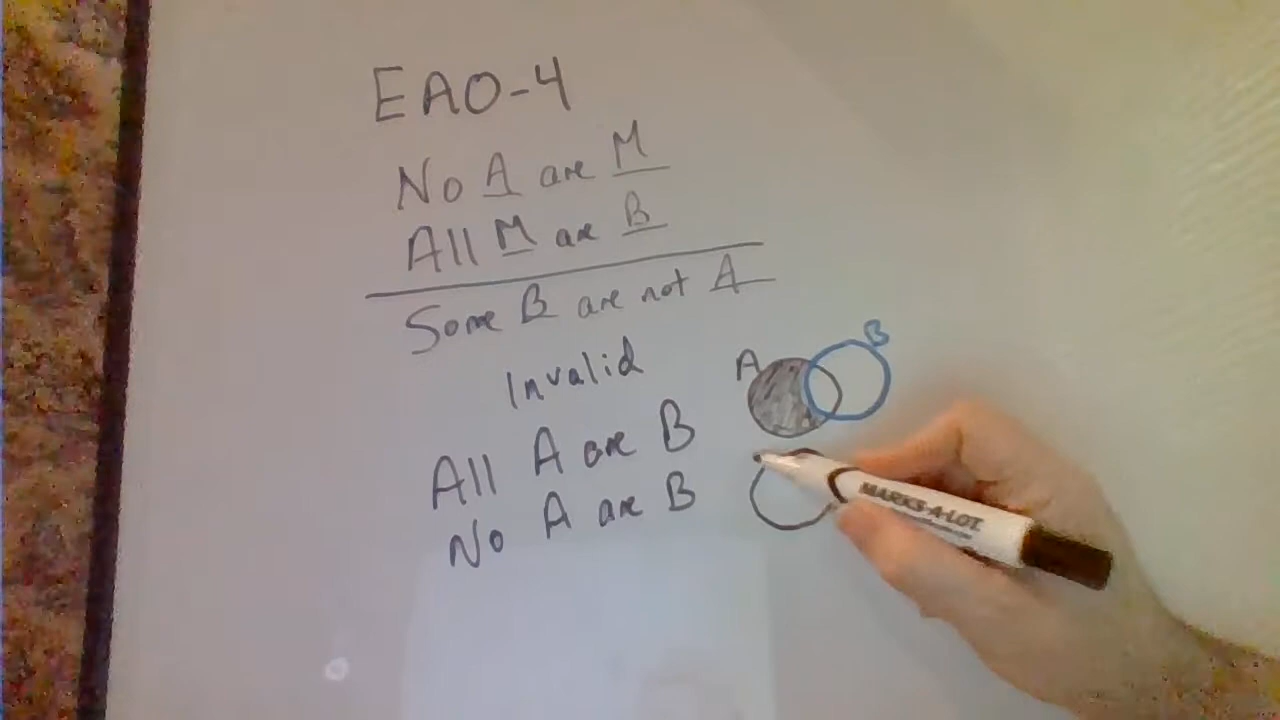 EAO-4
No A are M
All M are B
Some B are not A
Invalid
A
B
All A are B
No A are B
MARKS-A-LOT